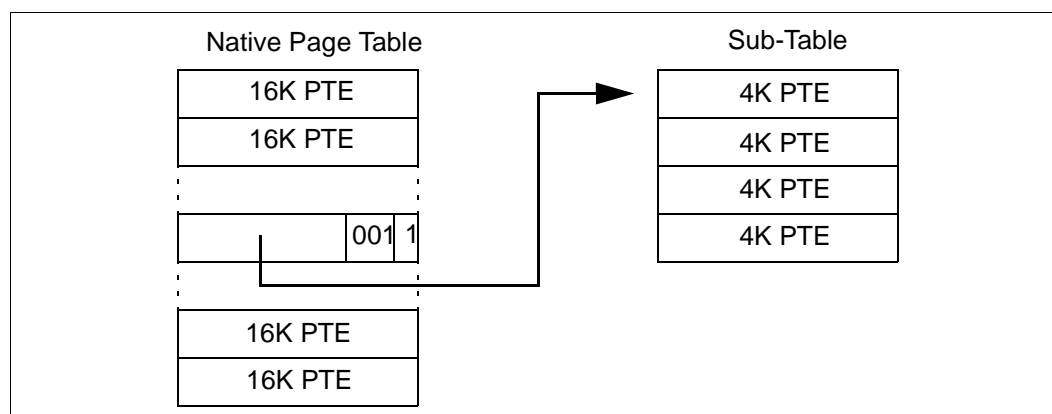 Native Page Table
16K PTE
16K PTE
001 1
16K PTE
16K PTE
Sub-Table
4K PTE
4K PTE
4K PTE
4K PTE